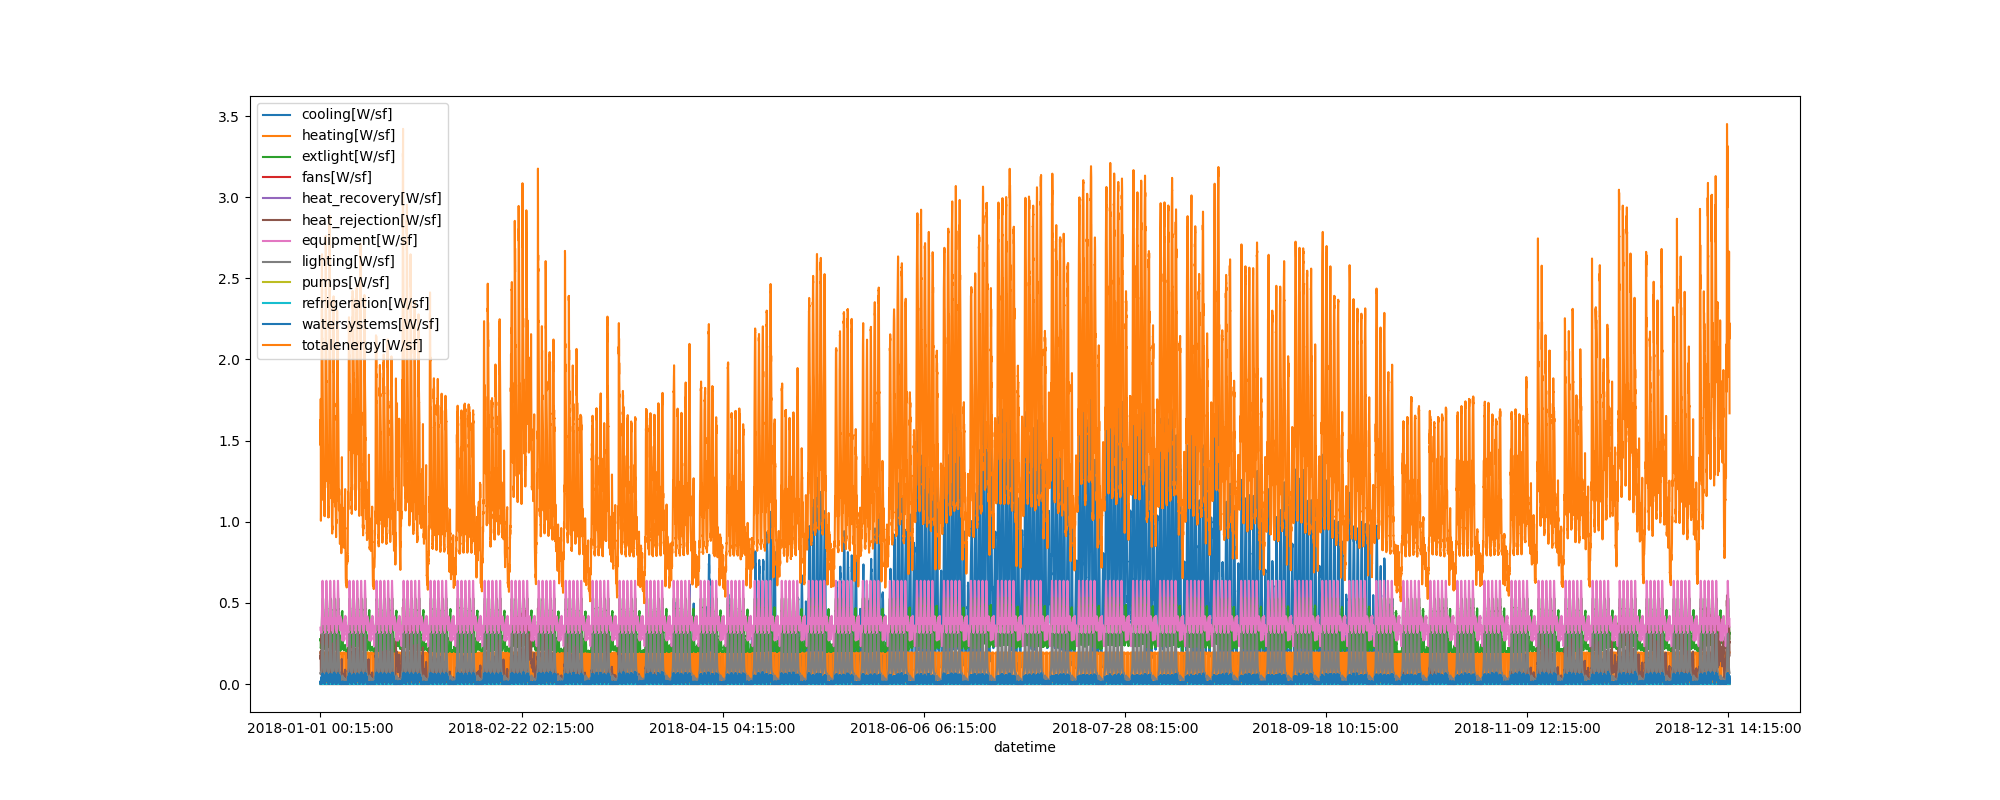 3.5
3.0
2.5
2.0
1.5
1.0
0.5
0.0
cooling[W/sf]
heating[W/sf]
extlight[W/sf]
fans[W/sf]
heat_recovery[W/sf]
heat_rejection[W/sf]
equipment[W/sf]
lighting[W/sf]
pumps[W/sf]
refrigeration[W/sf]
watersystems[W/sf]
totalenergy[W/sf]
2018-01-01 00:15:00 2018-02-22 02:15:00 2018-04-15 04:15:00 2018-06-06 06:15:00 2018-07-28 08:15:00 2018-09-18 10:15:00 2018-11-09 12:15:00 2018-12-31 14:15:00
datetime